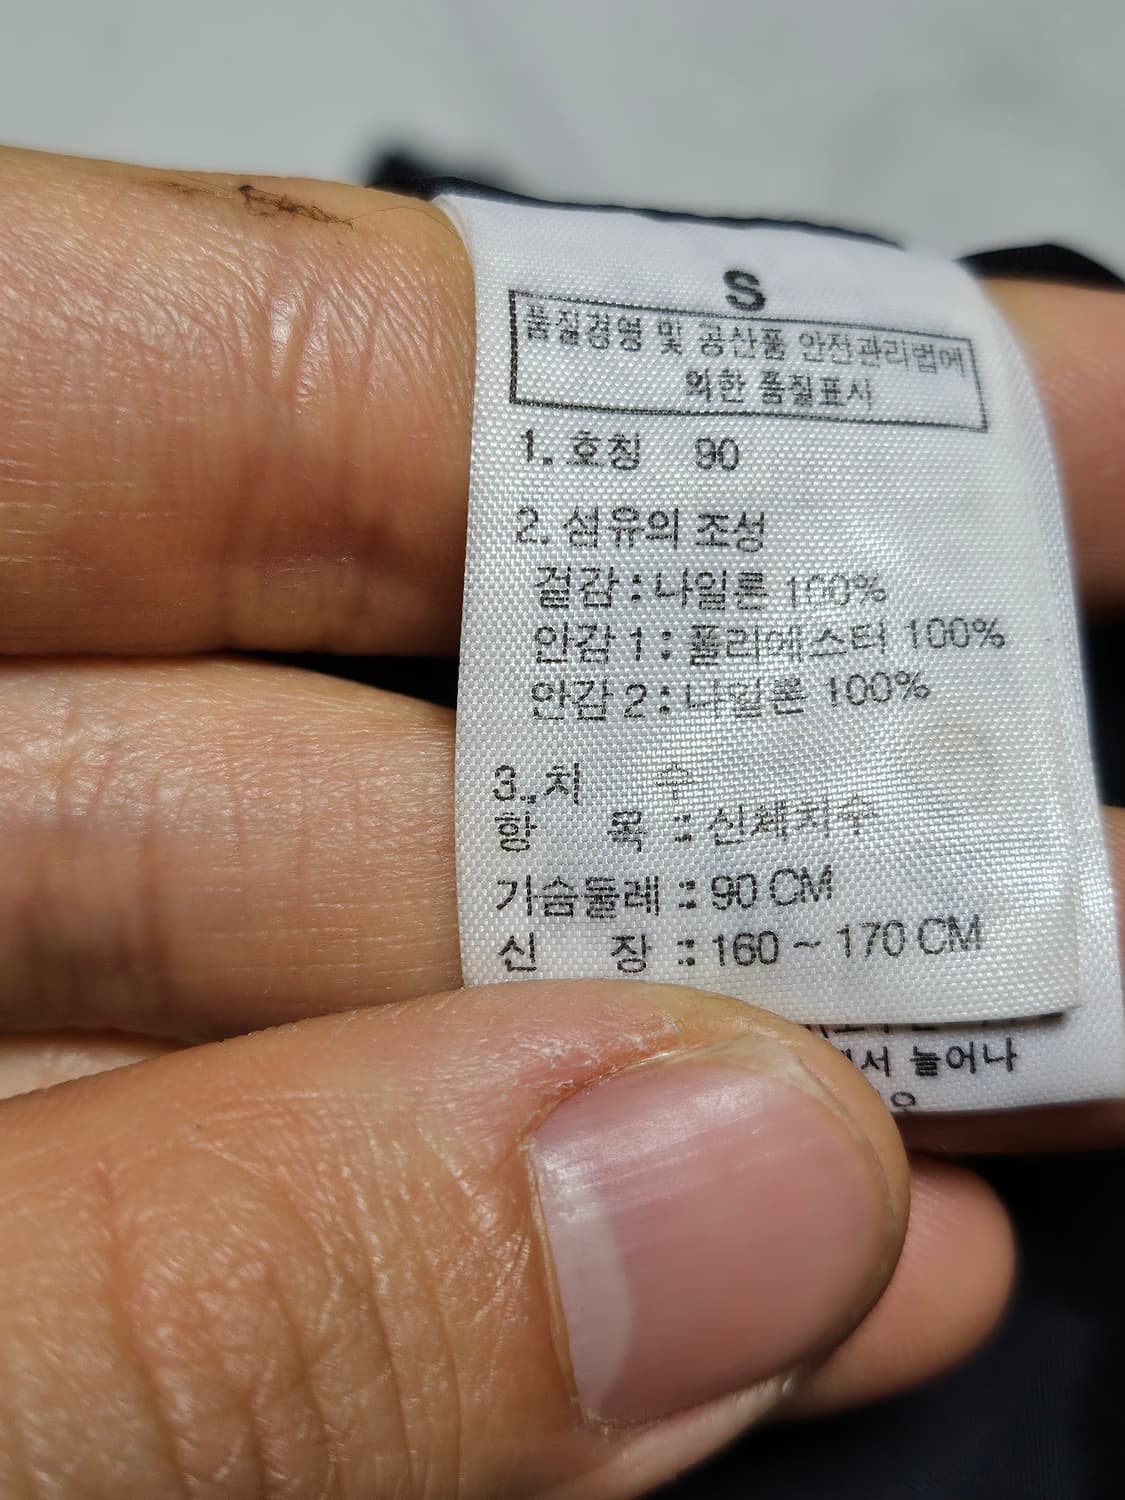 S
품질경영 및 공산품 안전관리법에
의한 품질표시
1. 호칭 90
2. 섬유의 조성
겉감 : 나일론 100%
안감 1 : 폴리에스터 100%
안감 2 : 나일론 100%
3. 치 수
항 목 : 신체치수
가슴둘레 : 90 CM
신 장 : 160 ~ 170 CM
늘어나